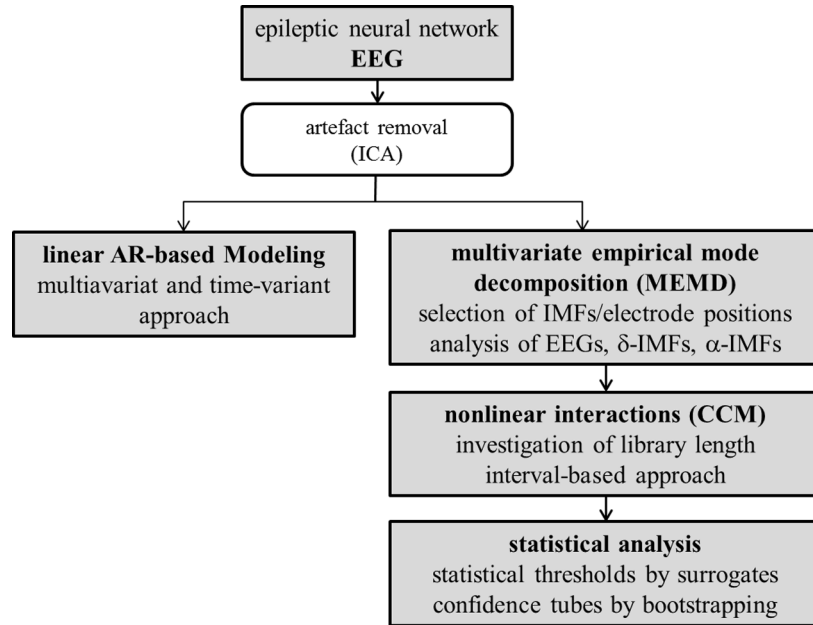 epileptic neural network
EEG
artefact removal
(ICA)
linear AR-based Modeling
multiavariat and time-variant
approach
multivariate empirical mode
decomposition (MEMD)
selection of IMFs/electrode positions
analysis of EEGs, δ-IMFs, α-IMFs
nonlinear interactions (CCM)
investigation of library length
interval-based approach
statistical analysis
statistical thresholds by surrogates
confidence tubes by bootstrapping